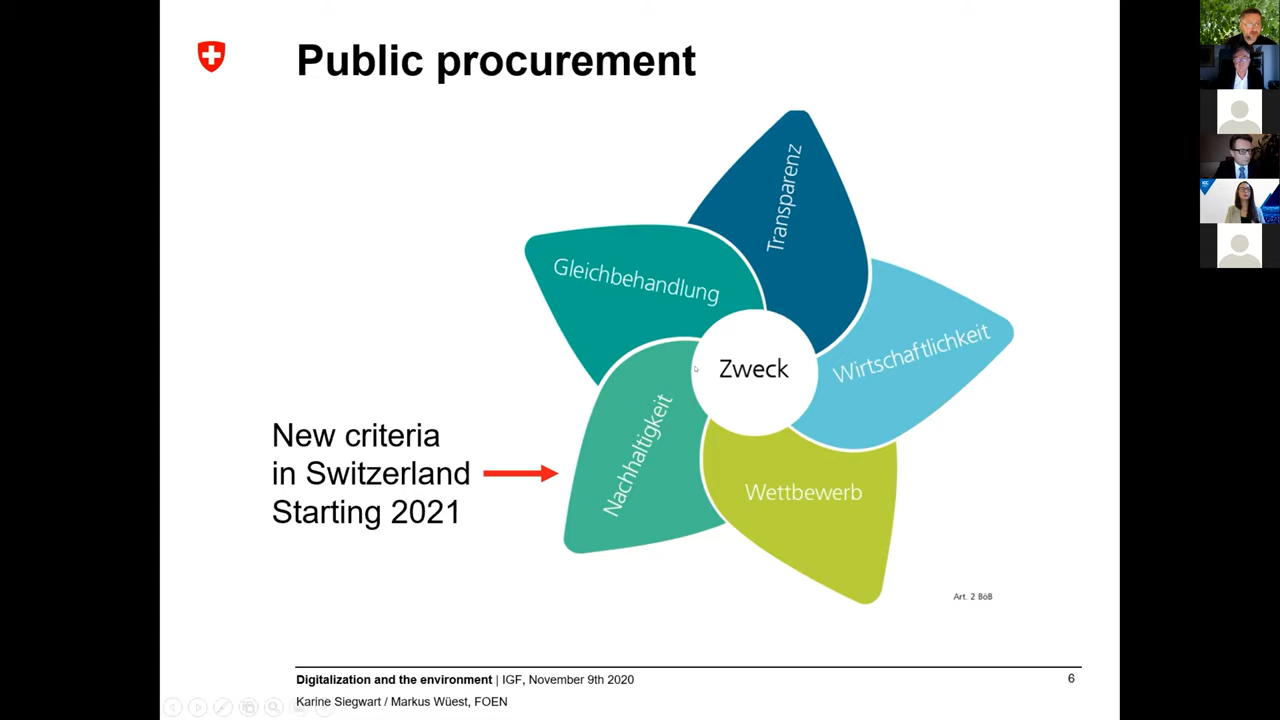 Public procurement
Transparenz
Gleichbehandlung
Wirtschaftlichkeit
Zweck
Nachhaltigkeit
Wettbewerb
New criteria
in Switzerland
Starting 2021
Art. 2 BöB
Digitalization and the environment | IGF, November 9th 2020
6
Karine Siegwart / Markus Wüest, FOEN